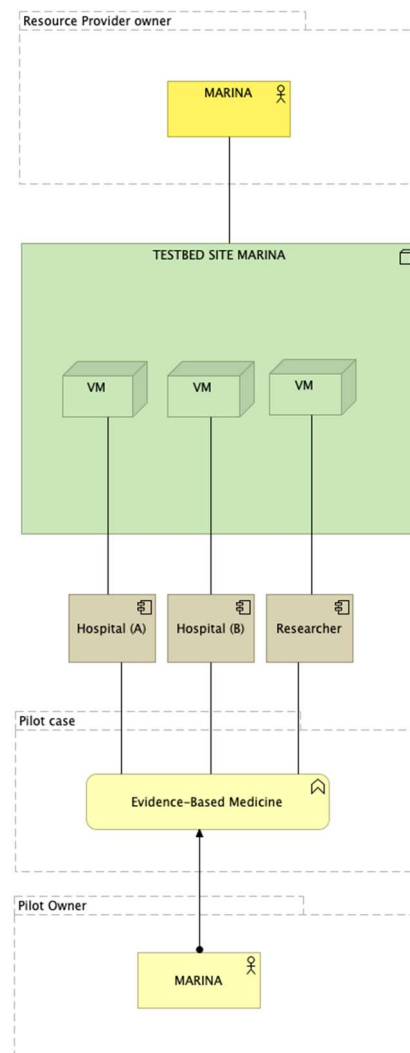 Resource Provider owner
MARINA
TESTBED SITE MARINA
VM
VM
VM
Hospital (A)
Hospital (B)
Researcher
Pilot case
Evidence-Based Medicine
Pilot Owner
MARINA